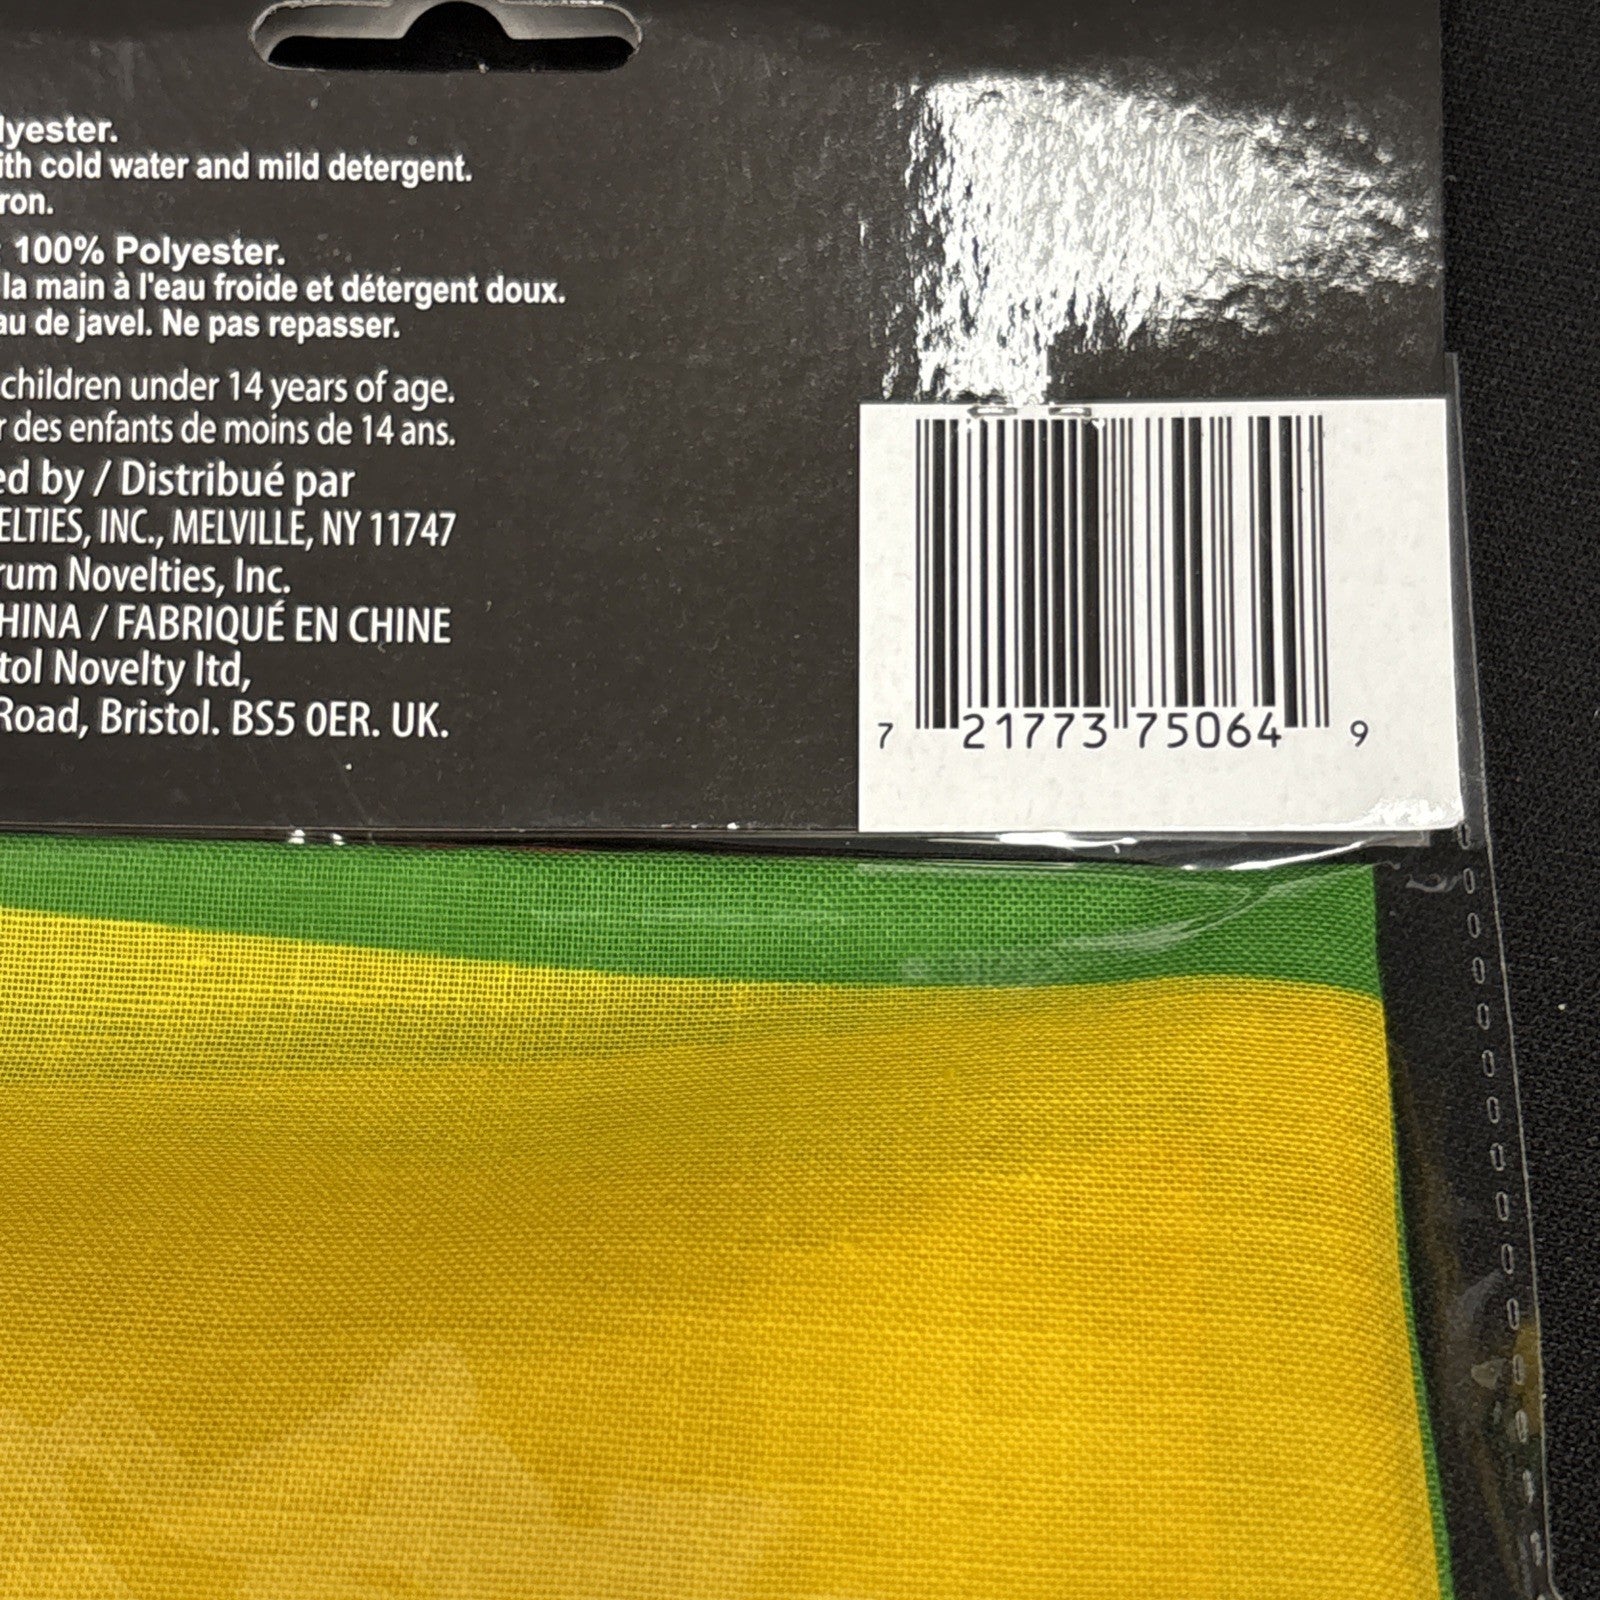 lyester.
ith cold water and mild detergent.
ron.
: 100% Polyester.
la main à l'eau froide et détergent doux.
au de javel. Ne pas repasser.
children under 14 years of age.
r des enfants de moins de 14 ans.
ed by / Distribué par
ELTIES, INC., MELVILLE, NY 11747
rum Novelties, Inc.
HINA / FABRIQUÉ EN CHINE
tol Novelty ltd,
Road, Bristol. BS5 0ER. UK.
7 21773 75064 9